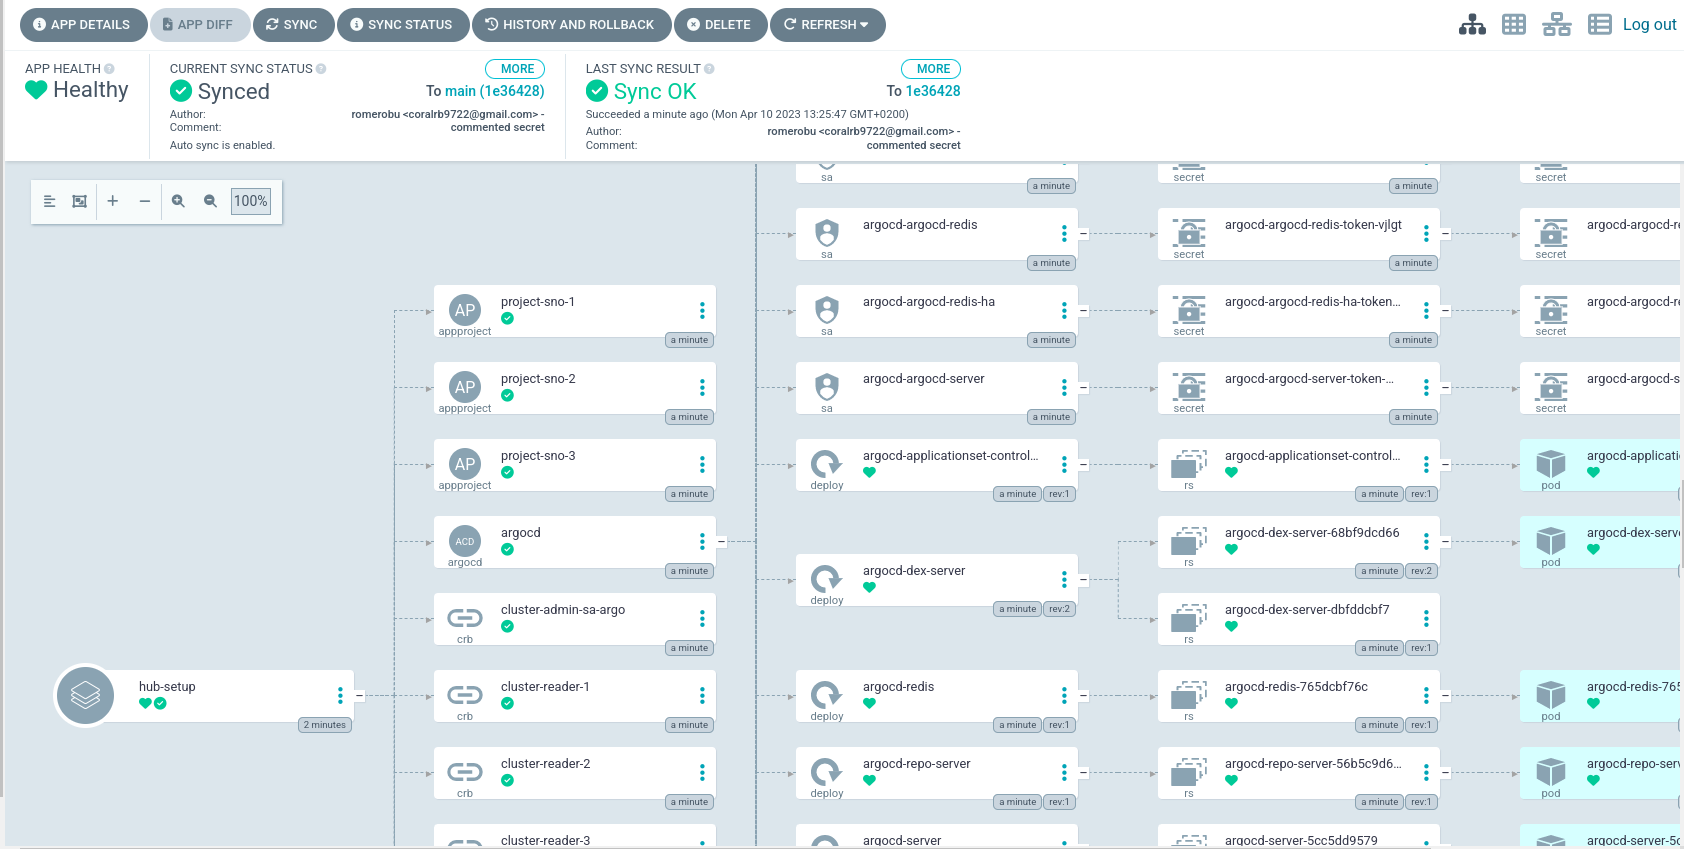 APP DETAILS APP DIFF SYNC SYNC STATUS HISTORY AND ROLLBACK DELETE REFRESH Log out
APP HEALTH
Healthy
CURRENT SYNC STATUS MORE
Synced To main (1e36428)
Author: romerobu <coralrb9722@gmail.com> -
Comment: commented secret
Auto sync is enabled.
LAST SYNC RESULT MORE
Sync OK To 1e36428
Succeeded a minute ago (Mon Apr 10 2023 13:25:47 GMT+0200)
Author: romerobu <coralrb9722@gmail.com> -
Comment: commented secret
100%
hub-setup
2 minutes
project-sno-1
appproject
a minute
project-sno-2
appproject
a minute
project-sno-3
appproject
a minute
argocd
argocd
a minute
cluster-admin-sa-argo
crb
a minute
cluster-reader-1
crb
a minute
cluster-reader-2
crb
a minute
cluster-reader-3
AP
AP
AP
ACD
sa
a minute
argocd-argocd-redis
sa
a minute
argocd-argocd-redis-ha
sa
a minute
argocd-argocd-server
sa
a minute
argocd-applicationset-control...
deploy
a minute rev:1
argocd-dex-server
deploy
a minute rev:2
argocd-redis
deploy
a minute rev:1
argocd-repo-server
deploy
a minute rev:1
argocd-server
secret
a minute
argocd-argocd-redis-token-vjlgt
secret
a minute
argocd-argocd-redis-ha-token...
secret
a minute
argocd-argocd-server-token-...
secret
a minute
argocd-applicationset-control...
rs
a minute rev:1
argocd-dex-server-68bf9dcd66
rs
a minute rev:2
argocd-dex-server-dbfddcbf7
rs
a minute rev:1
argocd-redis-765dcbf76c
rs
a minute rev:1
argocd-repo-server-56b5c9d6...
rs
a minute rev:1
argocd-server-5cc5dd9579
secret
argocd-argocd-re
secret
argocd-argocd-re
secret
argocd-argocd-s
secret
argocd-applicati
pod
argocd-dex-serv
pod
argocd-redis-765
pod
argocd-repo-serv
pod
argocd-server-5c